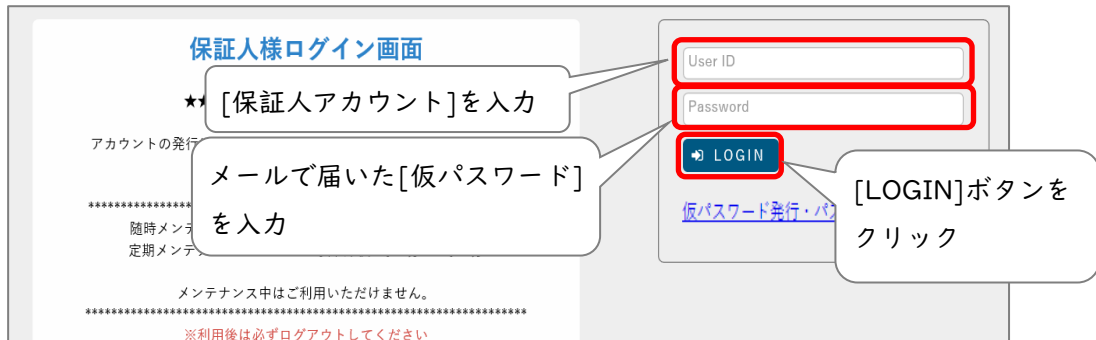 保証人様ログイン画面
★★
[保証人アカウント]を入力
アカウントの発行
メールで届いた[仮パスワード]
を入力
随時メンテ
定期メンテ
メンテナンス中はご利用いただけません。
********************************************************************
※利用後は必ずログアウトしてください
User ID
Password
LOGIN
仮パスワード発行・パス
[LOGIN]ボタンを
クリック